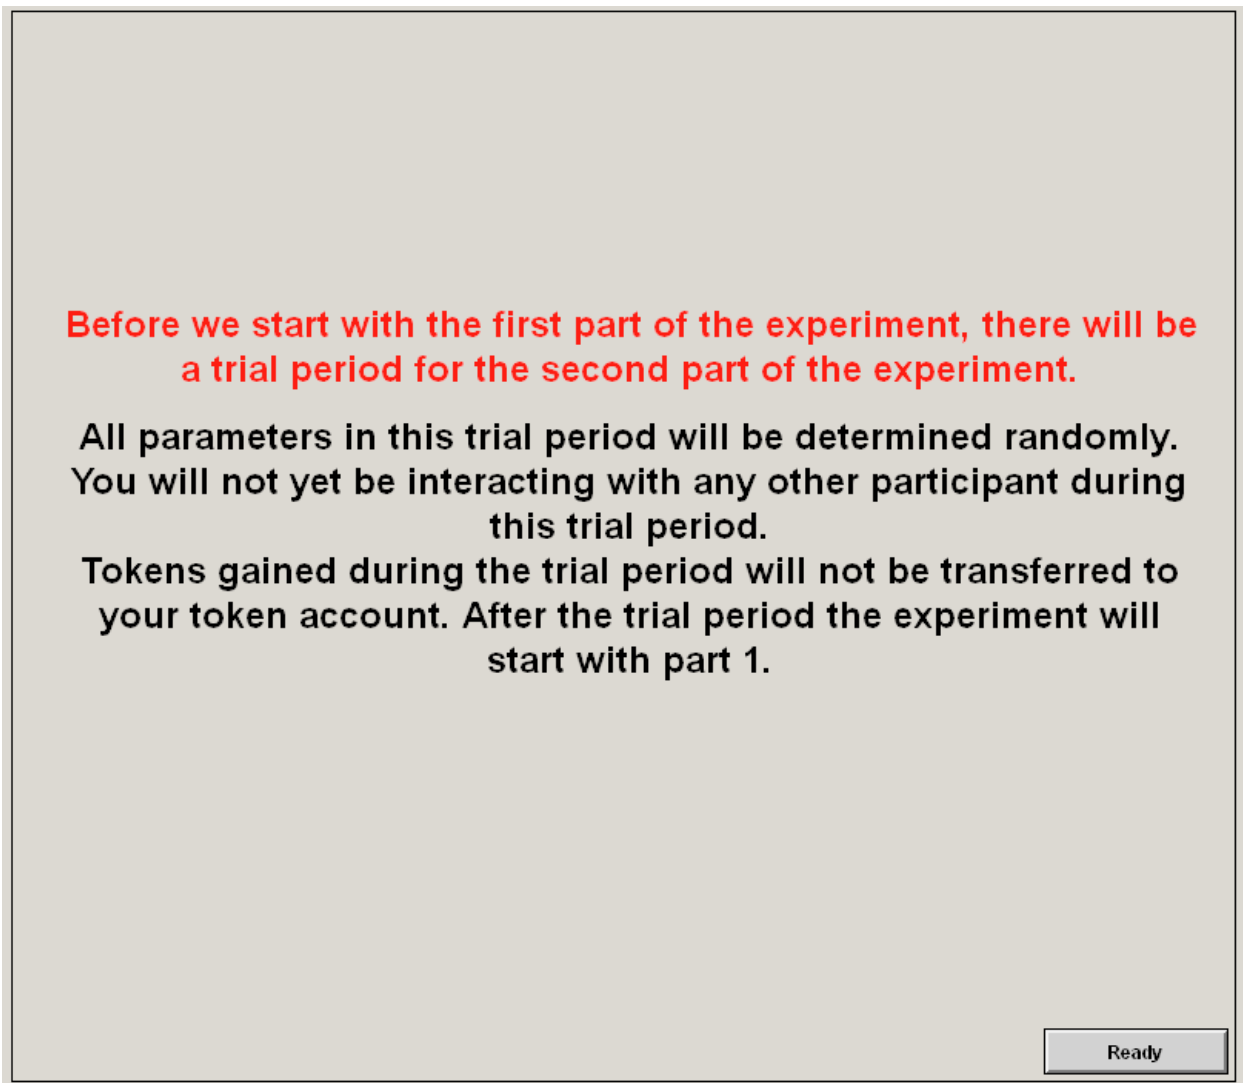 Before we start with the first part of the experiment, there will be
a trial period for the second part of the experiment.
All parameters in this trial period will be determined randomly.
You will not yet be interacting with any other participant during
this trial period.
Tokens gained during the trial period will not be transferred to
your token account. After the trial period the experiment will
start with part 1.
Ready